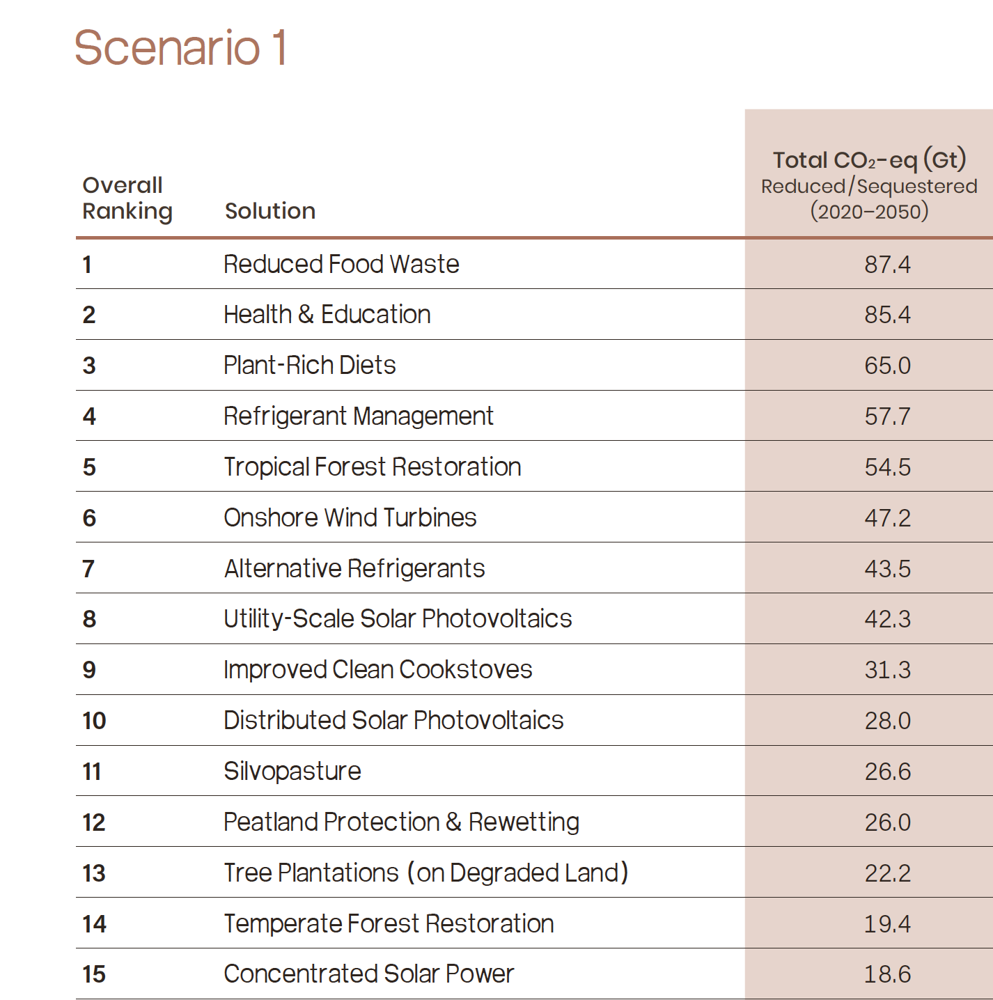 Scenario 1
Total CO₂-eq (Gt)
Reduced/Sequestered
(2020–2050)
Overall
Ranking Solution
1 Reduced Food Waste 87.4
2 Health & Education 85.4
3 Plant-Rich Diets 65.0
4 Refrigerant Management 57.7
5 Tropical Forest Restoration 54.5
6 Onshore Wind Turbines 47.2
7 Alternative Refrigerants 43.5
8 Utility-Scale Solar Photovoltaics 42.3
9 Improved Clean Cookstoves 31.3
10 Distributed Solar Photovoltaics 28.0
11 Silvopasture 26.6
12 Peatland Protection & Rewetting 26.0
13 Tree Plantations (on Degraded Land) 22.2
14 Temperate Forest Restoration 19.4
15 Concentrated Solar Power 18.6